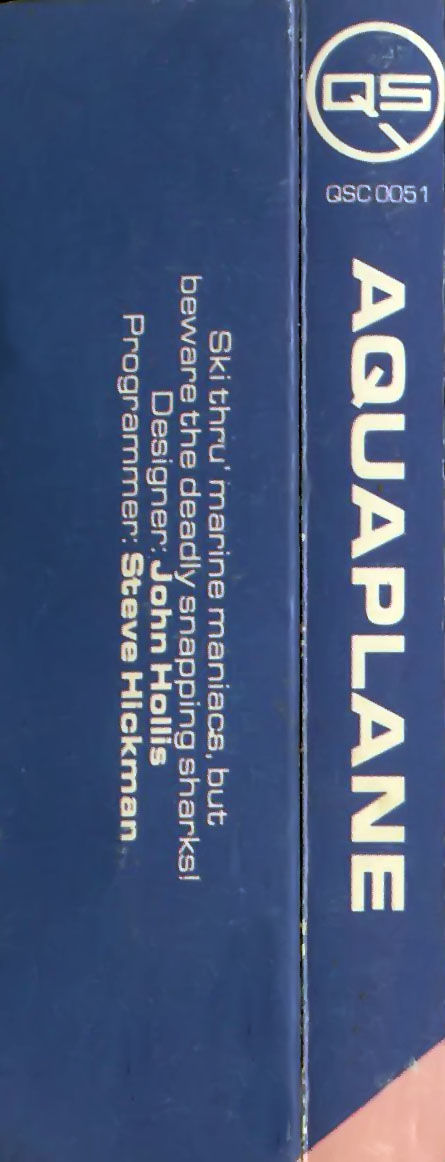 QS
QSC 0051
AQUAPLANE
Ski thru' marine maniacs, but
beware the deadly snapping sharks!
Designer: John Hollis
Programmer: Steve Hickman